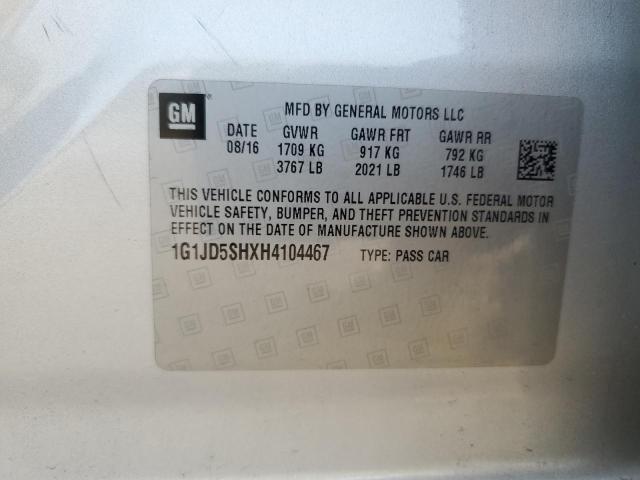 GM
MFD BY GENERAL MOTORS LLC
DATE GVWR GAWR FRT GAWR RR
08/16 1709 KG 917 KG 792 KG
3767 LB 2021 LB 1746 LB
THIS VEHICLE CONFORMS TO ALL APPLICABLE U.S. FEDERAL MOTOR
VEHICLE SAFETY, BUMPER, AND THEFT PREVENTION STANDARDS IN
EFFECT ON THE DATE OF MANUFACTURE SHOWN ABOVE.
1G1JD5SHXH4104467 TYPE: PASS CAR